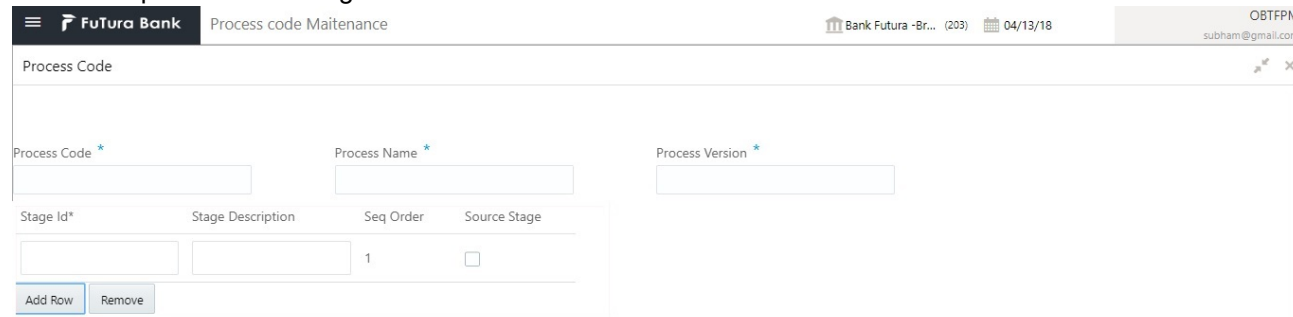 FuTura Bank
Process code Maitenance
Bank Futura -Br... (203)
04/13/18
OBTFPM
subham@gmail.com
Process Code
Process Code *
Process Name *
Process Version *
Stage Id*
Stage Description
Seq Order
Source Stage
1
Add Row
Remove